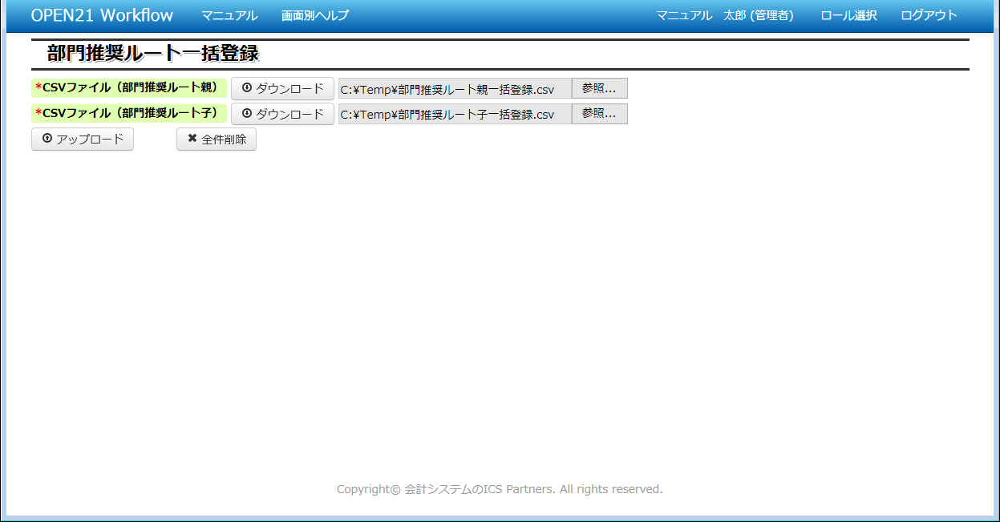 OPEN21 Workflow マニュアル 画面別ヘルプ マニュアル 太郎 (管理者) ロール選択 ログアウト
部門推奨ルート一括登録
*CSVファイル（部門推奨ルート親） ダウンロード C:¥Temp¥部門推奨ルート親一括登録.csv 参照...
*CSVファイル（部門推奨ルート子） ダウンロード C:¥Temp¥部門推奨ルート子一括登録.csv 参照...
アップロード 全件削除
Copyright© 会計システムのICS Partners. All rights reserved.